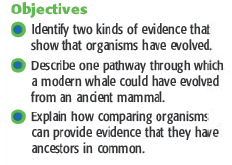 Objectives
Identify two kinds of evidence that
show that organisms have evolved.
Describe one pathway through which
a modern whale could have evolved
from an ancient mammal.
Explain how comparing organisms
can provide evidence that they have
ancestors in common.